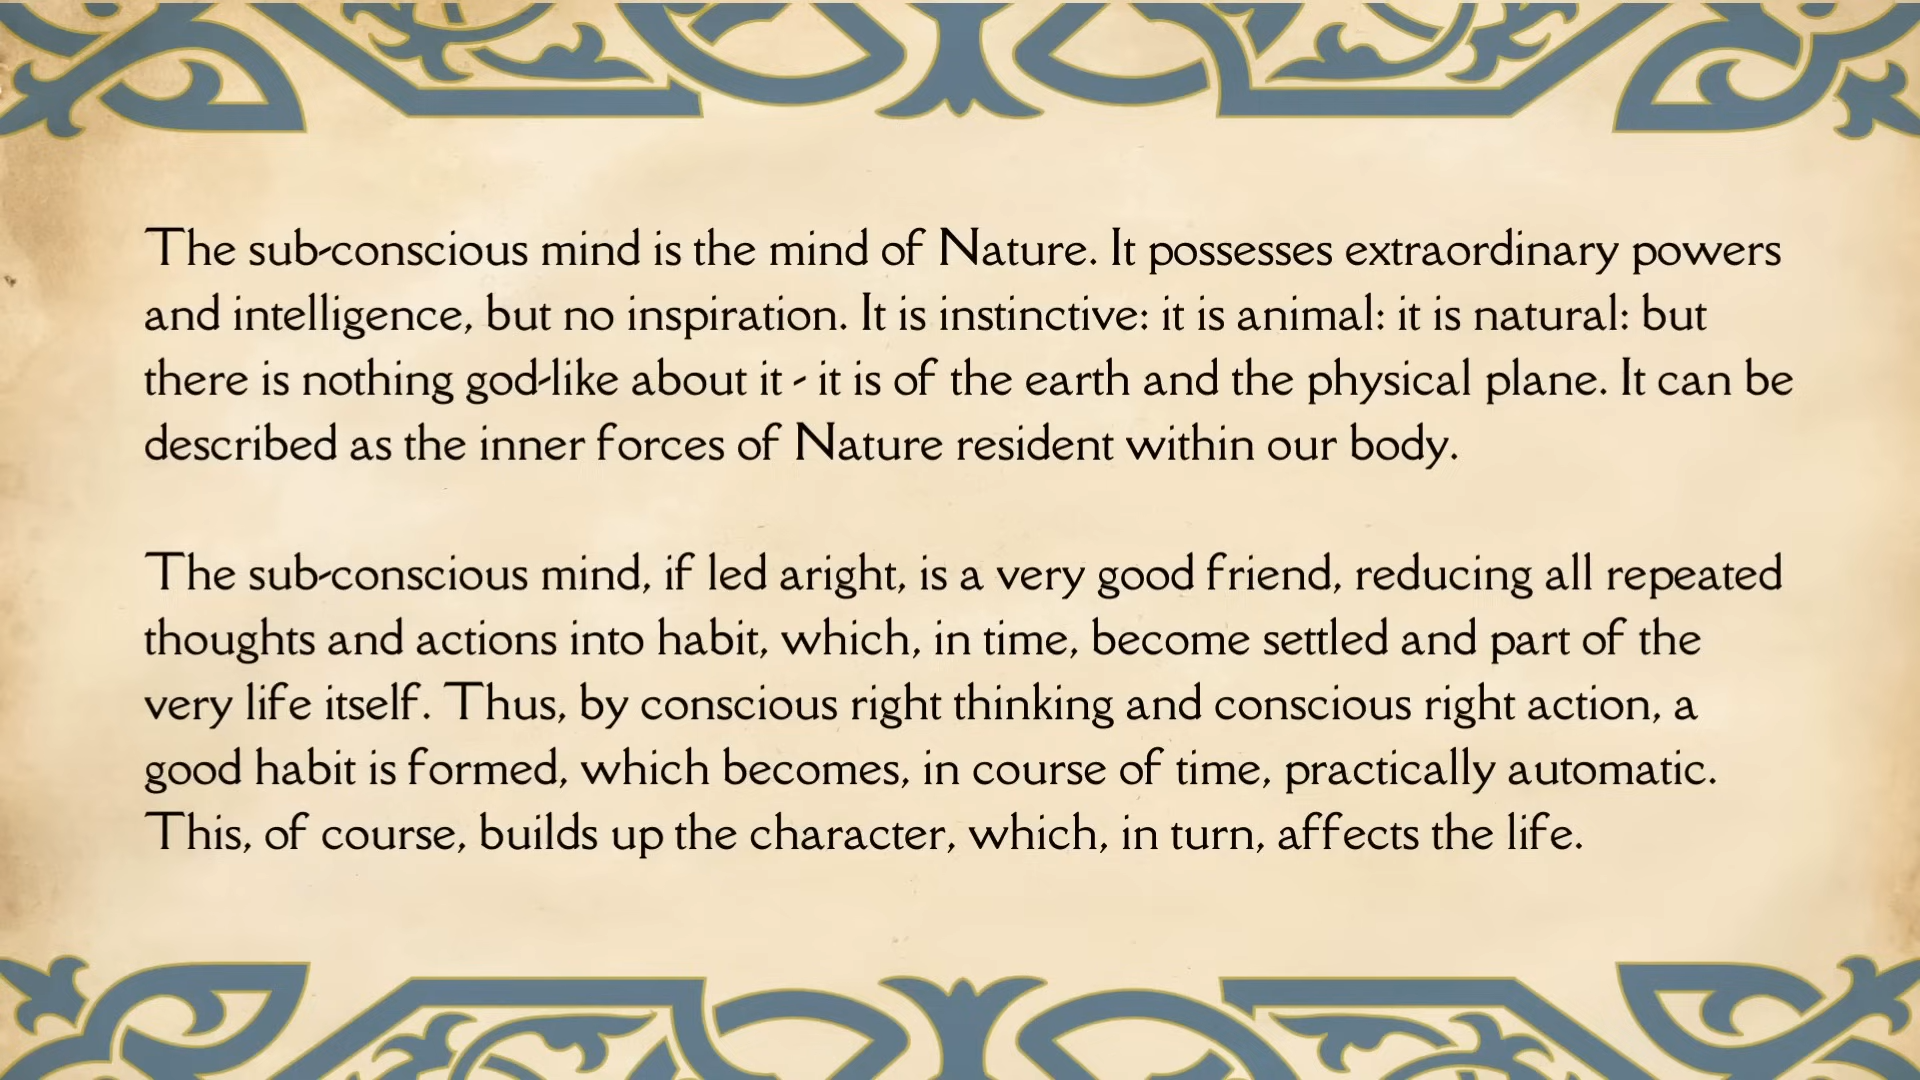 The sub-conscious mind is the mind of Nature. It possesses extraordinary powers
and intelligence, but no inspiration. It is instinctive: it is animal: it is natural: but
there is nothing god-like about it - it is of the earth and the physical plane. It can be
described as the inner forces of Nature resident within our body.
The sub-conscious mind, if led aright, is a very good friend, reducing all repeated
thoughts and actions into habit, which, in time, become settled and part of the
very life itself. Thus, by conscious right thinking and conscious right action, a
good habit is formed, which becomes, in course of time, practically automatic.
This, of course, builds up the character, which, in turn, affects the life.